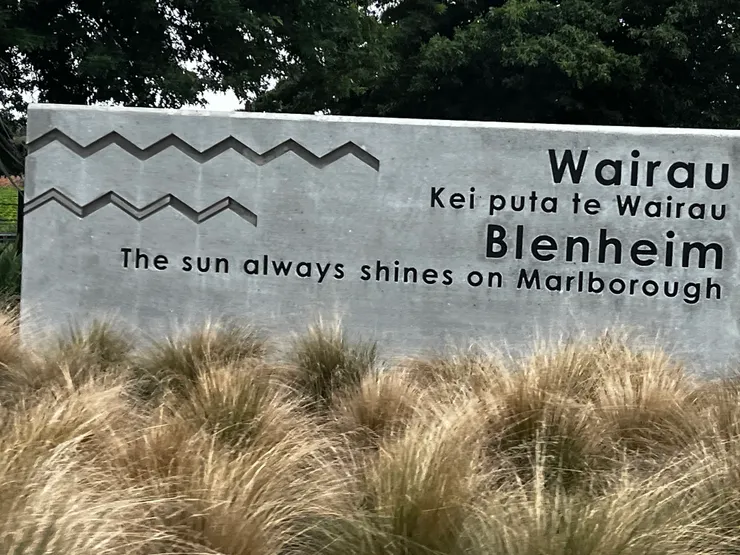 Wairau
Kei puta te Wairau
Blenheim
The sun always shines on Marlborough